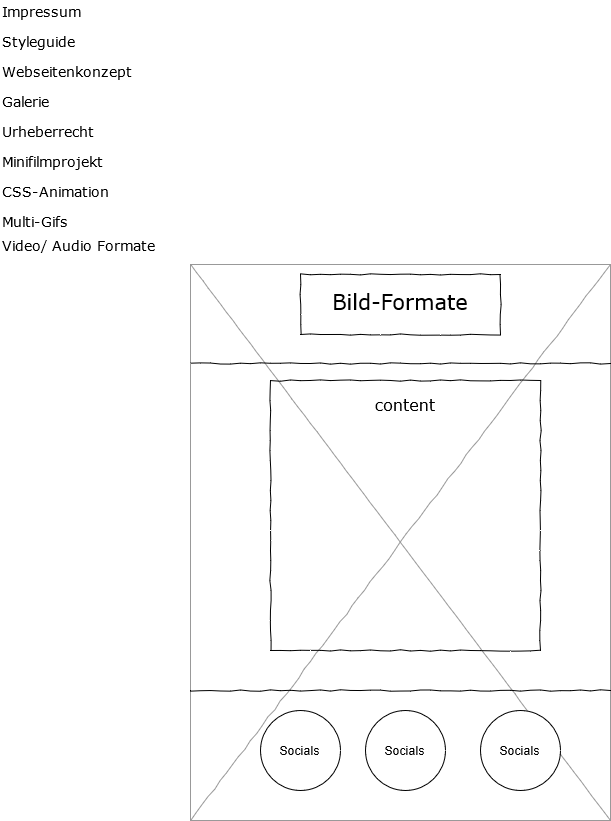 Impressum
Styleguide
Webseitenkonzept
Galerie
Urheberrecht
Minifilmprojekt
CSS-Animation
Multi-Gifs
Video/ Audio Formate
Bild-Formate
content
Socials Socials Socials